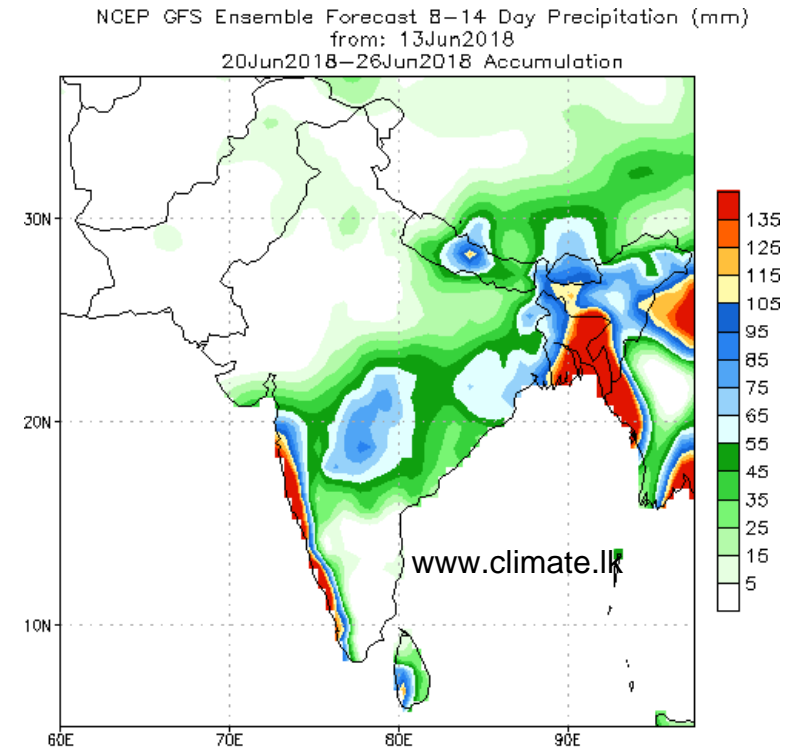 NCEP GFS Ensemble Forecast 8-14 Day Precipitation (mm)
from: 13Jun2018
20Jun2018-26Jun2018 Accumulation
30N
20N
10N
60E
70E
80E
90E
www.climate.lk
135
125
115
105
95
85
75
65
55
45
35
25
15
5